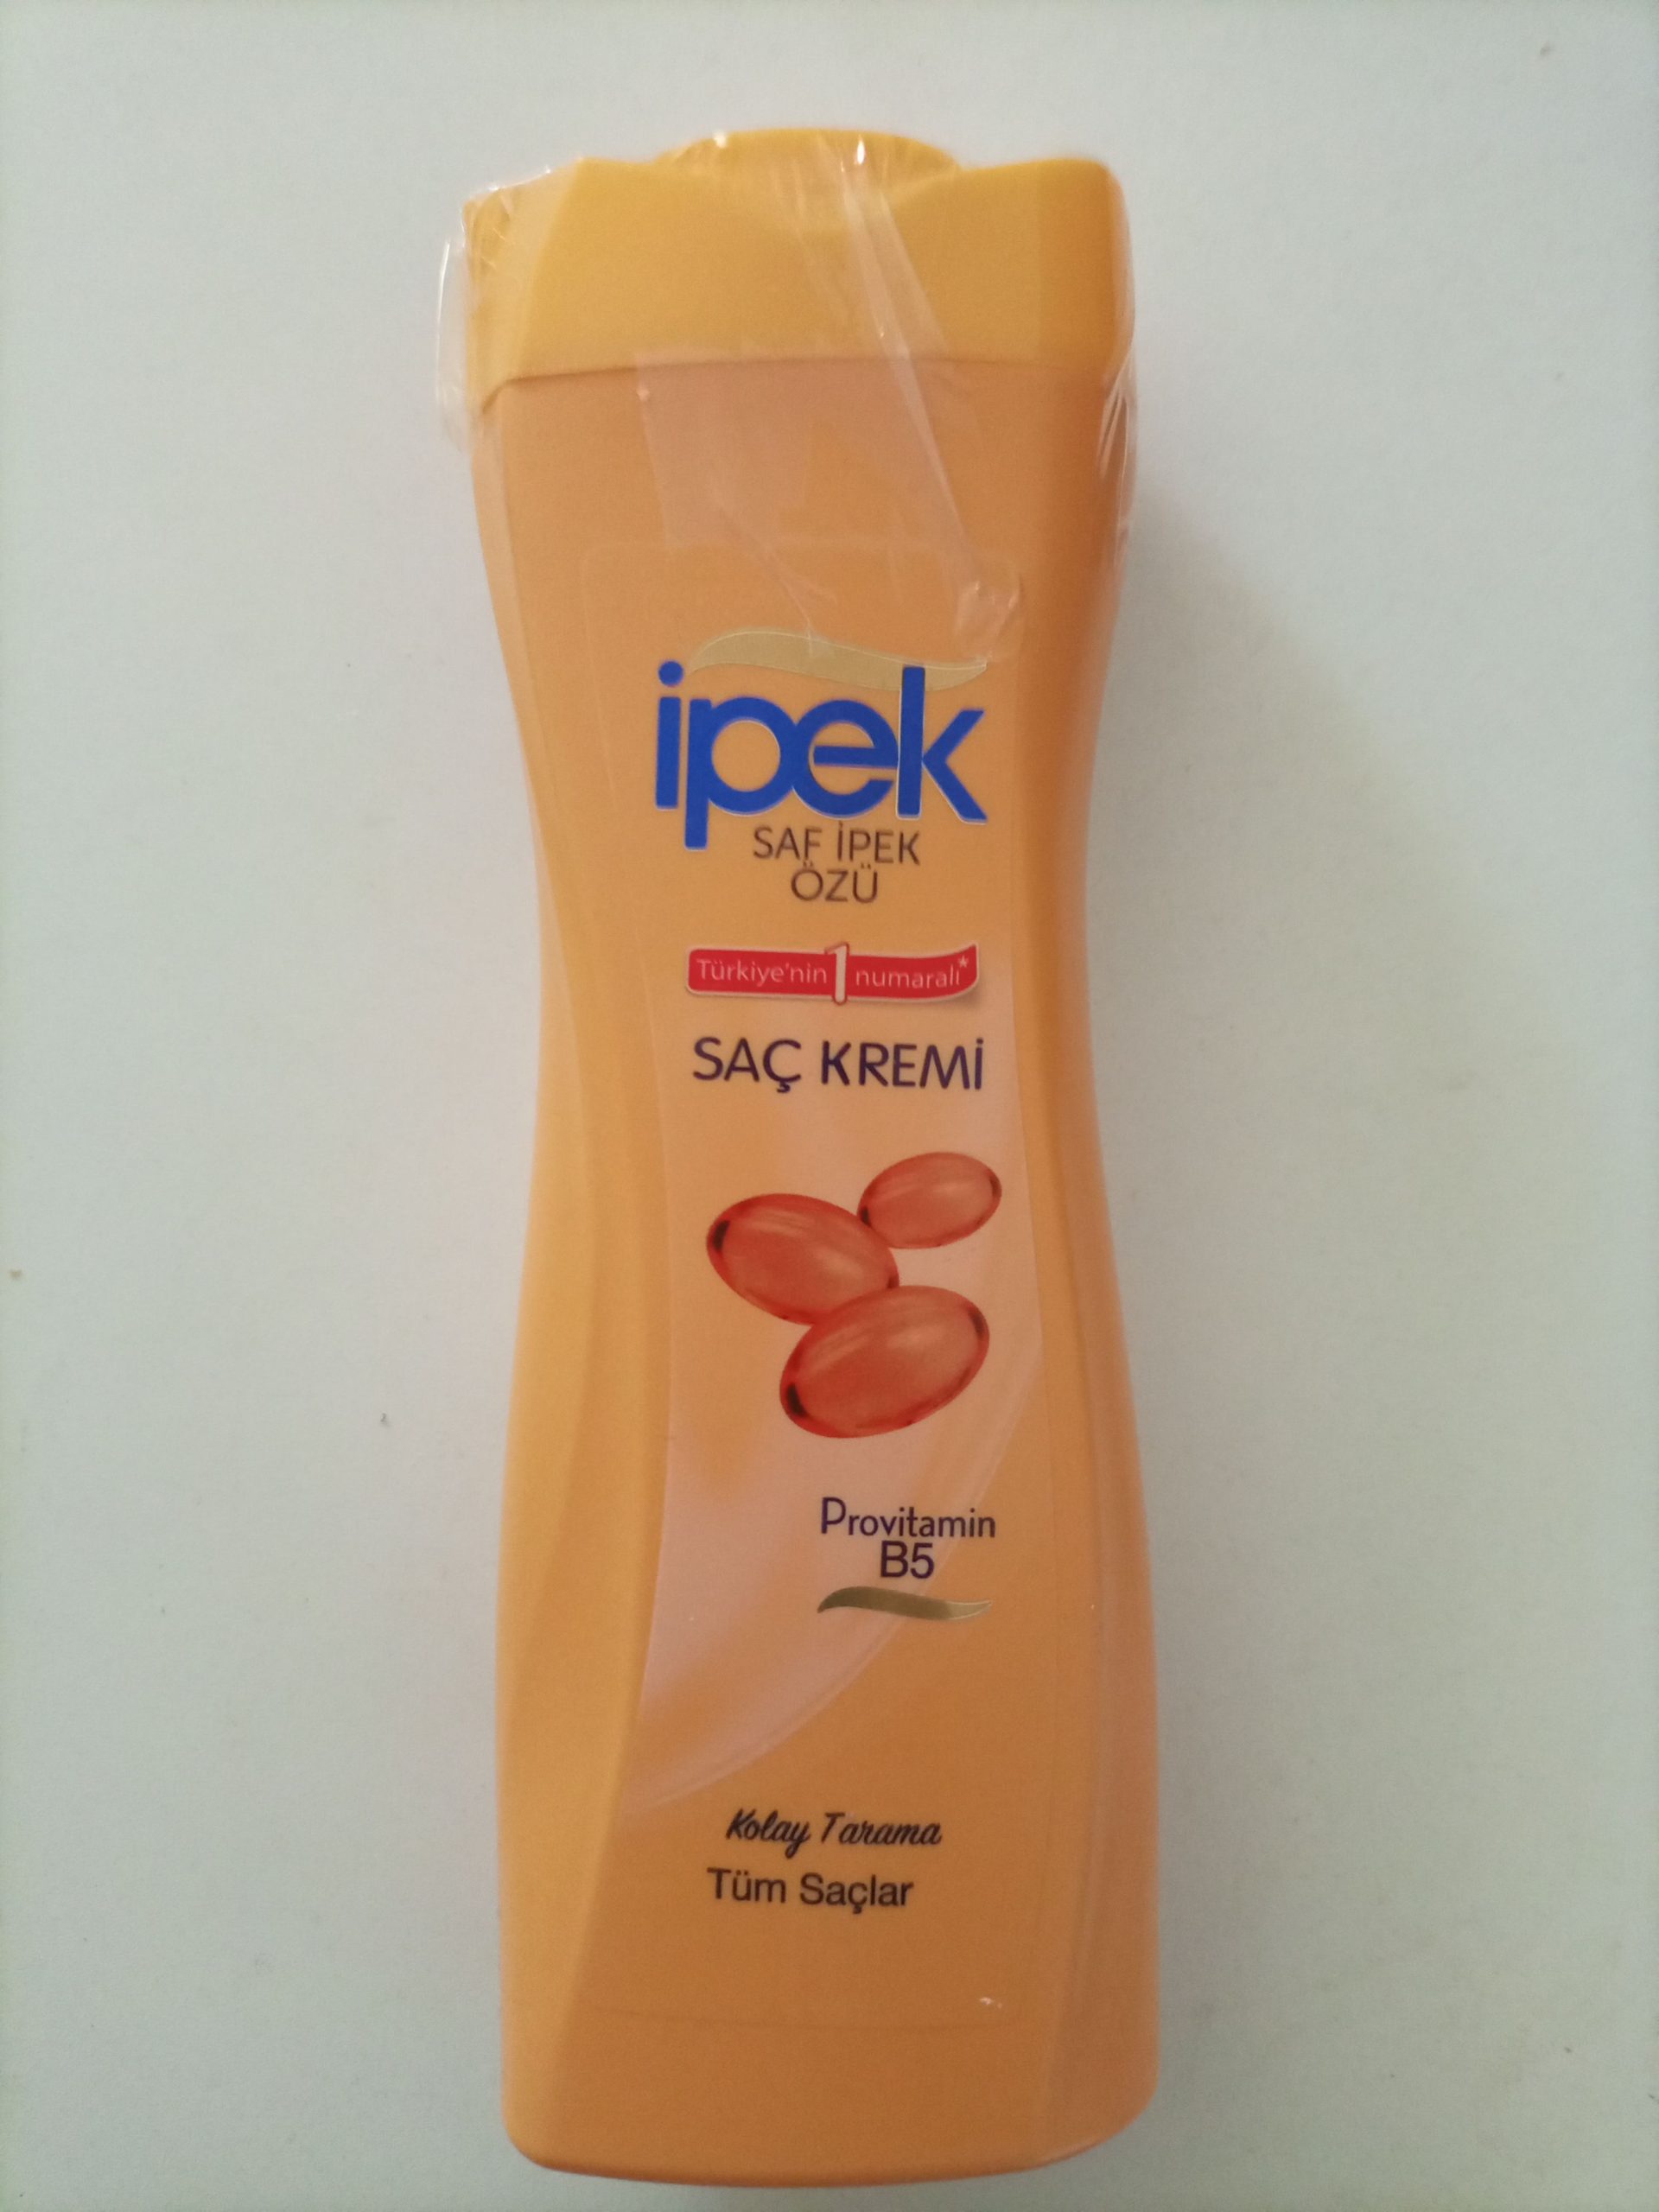 ipek
SAF İPEK
ÖZÜ
Türkiye'nin 1 numaralı*
SAÇ KREMİ
Provitamin
B5
Kolay Tarama
Tüm Saçlar